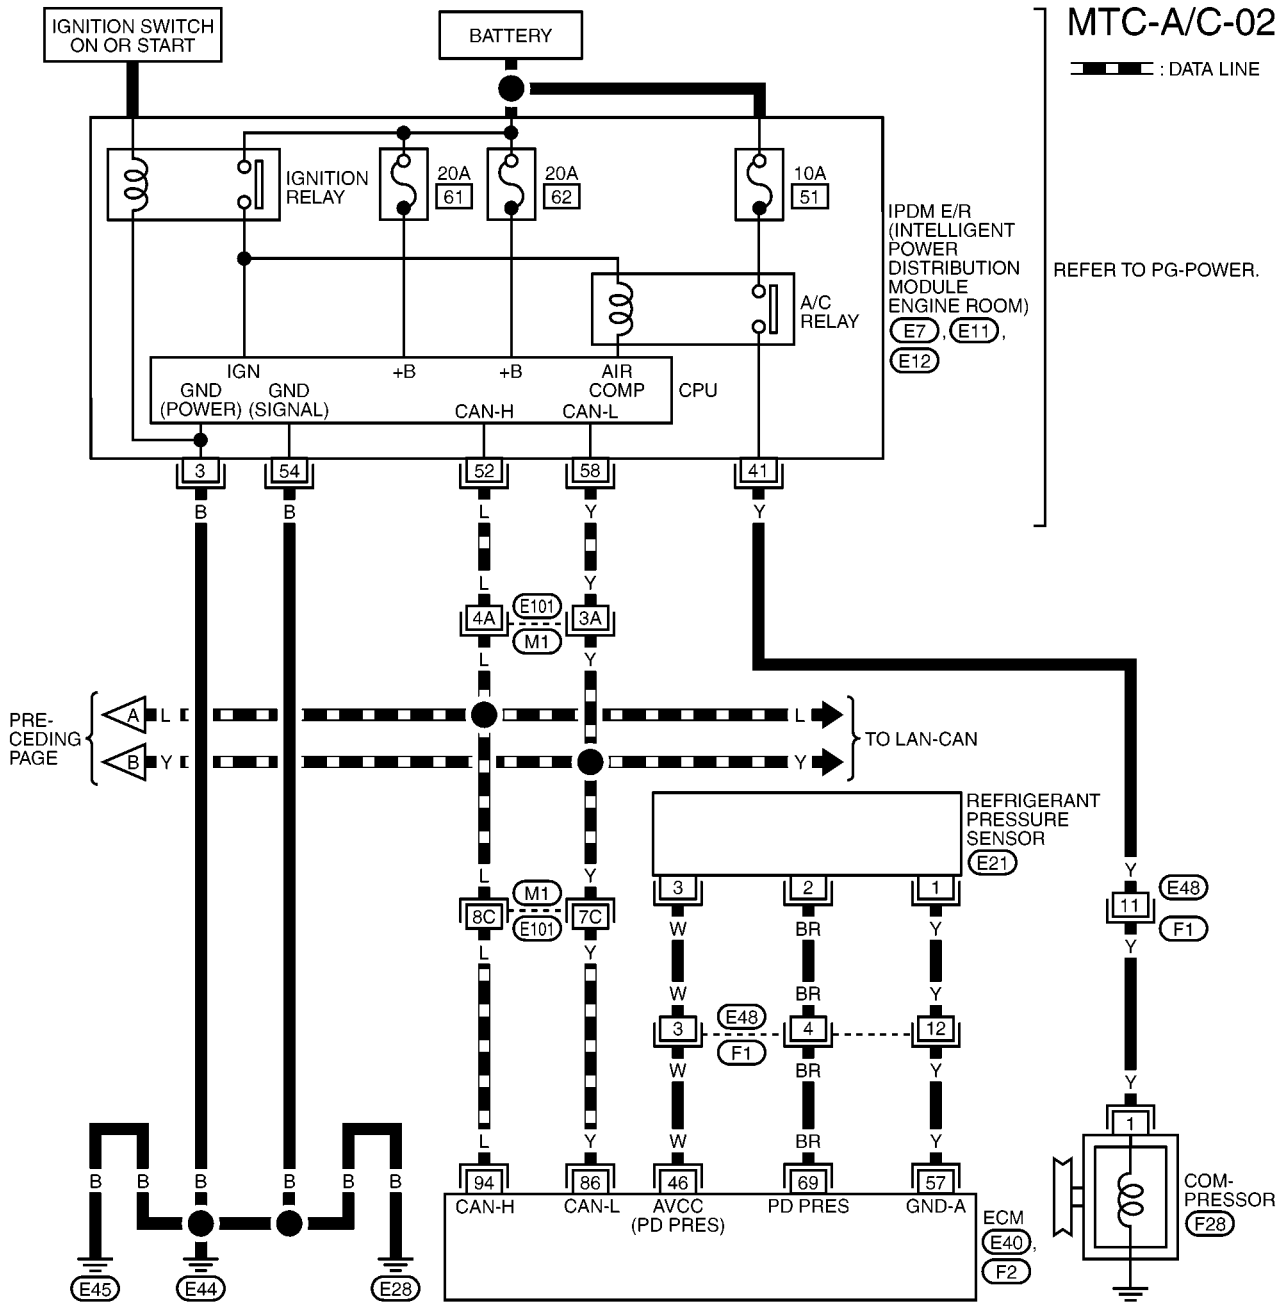 IGNITION SWITCH
ON OR START
BATTERY
MTC-A/C-02
: DATA LINE
IGNITION
RELAY
20A
61
20A
62
10A
51
A/C
RELAY
IPDM E/R
(INTELLIGENT
POWER
DISTRIBUTION
MODULE
ENGINE ROOM)
E7 , E11 ,
E12
REFER TO PG-POWER.
IGN
+B
+B
AIR
COMP
CPU
GND
(POWER)
GND
(SIGNAL)
CAN-H
CAN-L
3
54
52
58
41
B
B
L
Y
Y
L
Y
4A
E101
M1
3A
L
Y
PRE-
CEDING
PAGE
A
L
L
B
Y
Y
TO LAN-CAN
REFRIGERANT
PRESSURE
SENSOR
E21
3
2
1
L
Y
8C
M1
E101
7C
L
Y
W
BR
Y
W
BR
Y
3
E48
F1
4
12
W
BR
Y
Y
11
E48
F1
Y
Y
1
COM-
PRESSOR
F28
L
Y
W
BR
Y
94
86
46
69
57
CAN-H
CAN-L
AVCC
(PD PRES)
PD PRES
GND-A
ECM
E40 ,
F2
B
B
B
B
B
B
E45
E44
E28